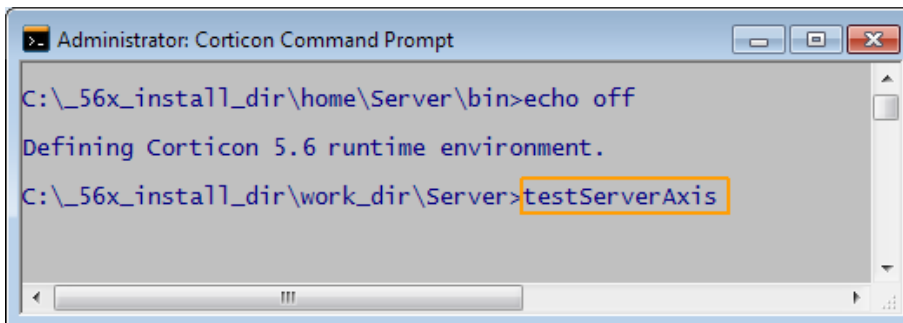 Administrator: Corticon Command Prompt
C:\_56x_install_dir\home\Server\bin>echo off
Defining Corticon 5.6 runtime environment.
C:\_56x_install_dir\work_dir\Server>testServerAxis